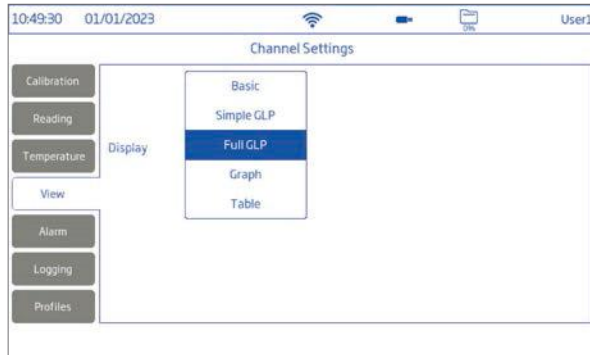 10:49:30 01/01/2023 0% User1
Channel Settings
Calibration
Reading
Temperature
View
Alarm
Logging
Profiles
Display
Basic
Simple GLP
Full GLP
Graph
Table